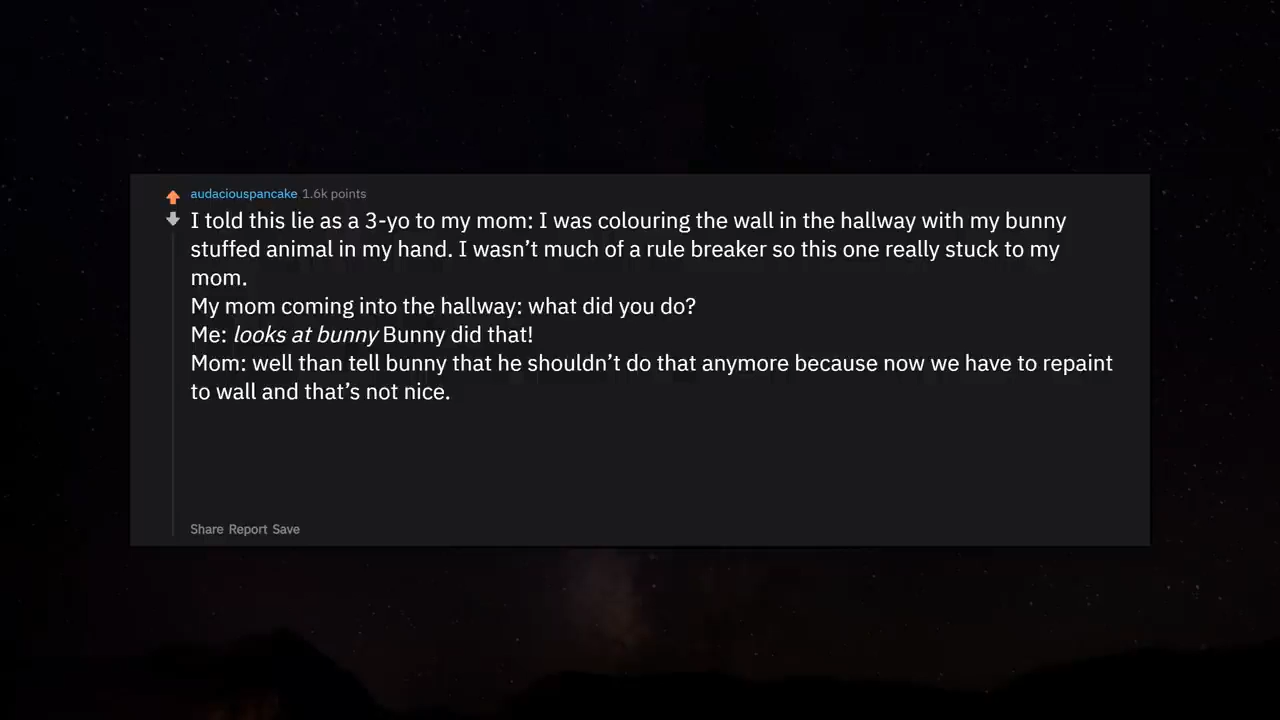 audaciouspancake 1.6k points
I told this lie as a 3-yo to my mom: I was colouring the wall in the hallway with my bunny
stuffed animal in my hand. I wasn’t much of a rule breaker so this one really stuck to my
mom.
My mom coming into the hallway: what did you do?
Me: looks at bunny Bunny did that!
Mom: well than tell bunny that he shouldn’t do that anymore because now we have to repaint
to wall and that’s not nice.
Share Report Save